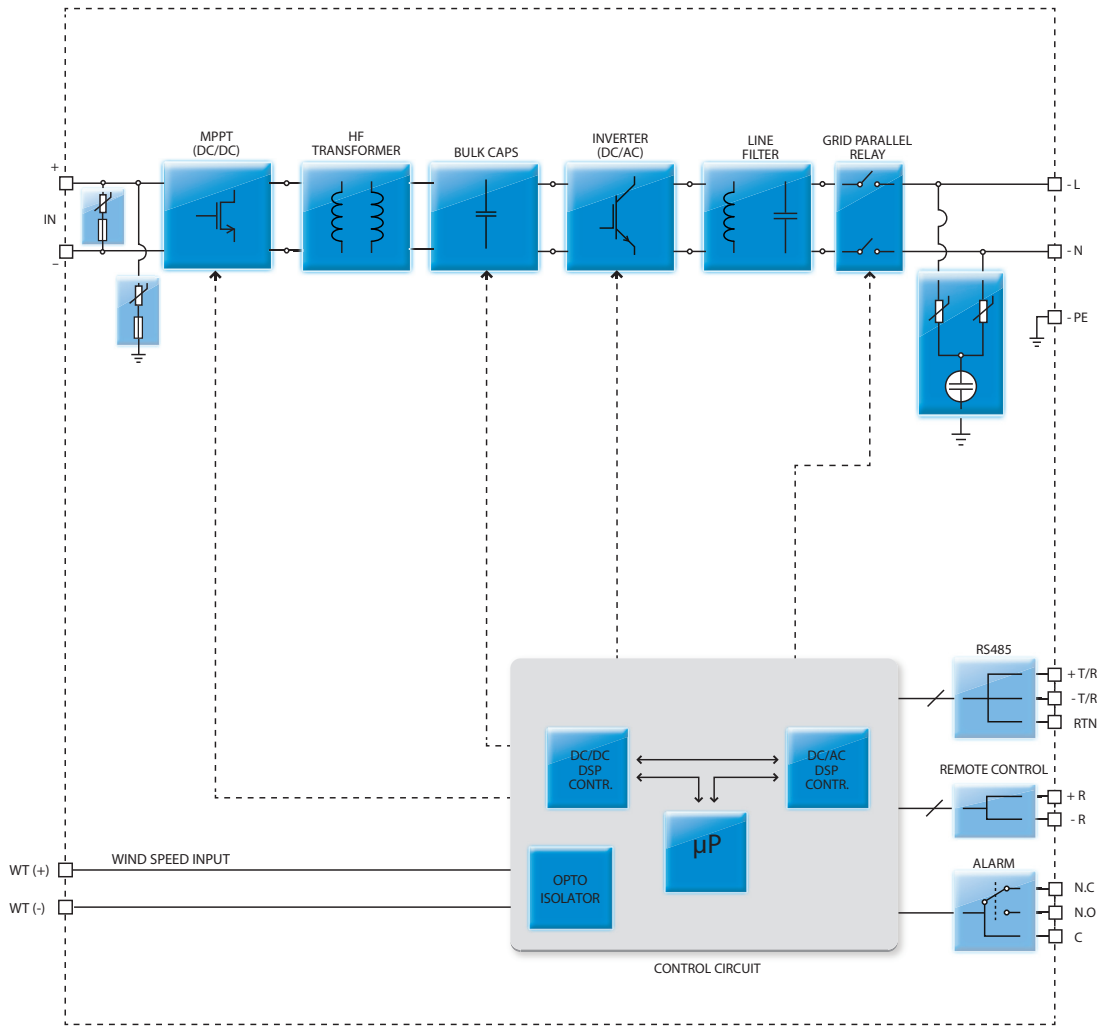 MPPT
(DC/DC)
HF
TRANSFORMER
BULK CAPS
INVERTER
(DC/AC)
LINE
FILTER
GRID PARALLEL
RELAY
+
IN
–
- L
- N
- PE
RS485
+ T/R
- T/R
RTN
REMOTE CONTROL
+ R
- R
ALARM
N.C
N.O
C
DC/DC
DSP
CONTR.
DC/AC
DSP
CONTR.
μP
OPTO
ISOLATOR
WT (+)
WIND SPEED INPUT
WT (-)
CONTROL CIRCUIT